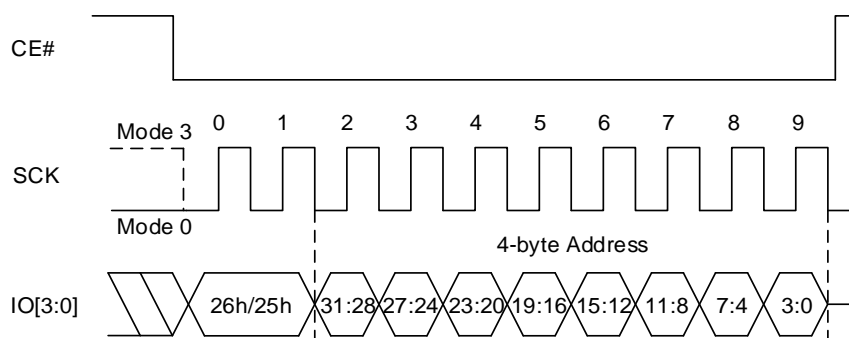 CE#
Mode 3
0 1 2 3 4 5 6 7 8 9
SCK
Mode 0
4-byte Address
IO[3:0]
26h/25h 31:28 27:24 23:20 19:16 15:12 11:8 7:4 3:0